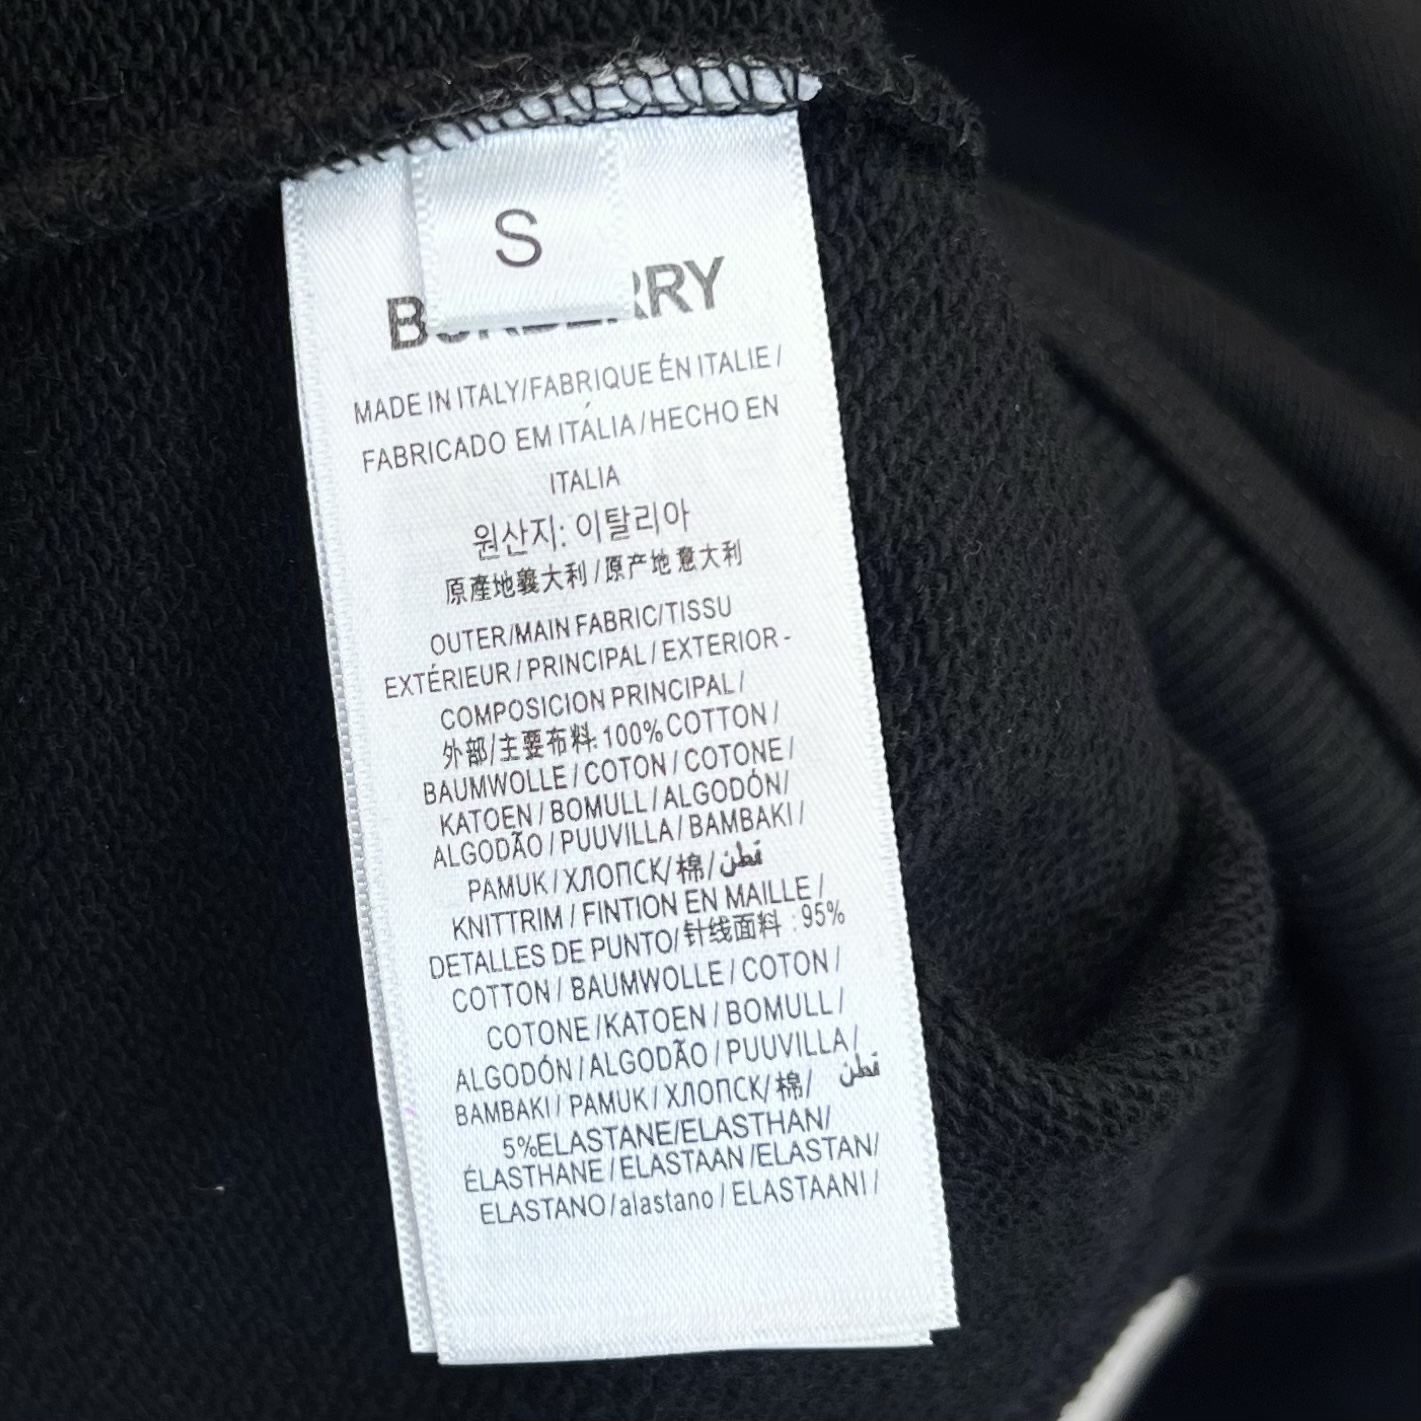 S
BURBERRY
MADE IN ITALY/FABRIQUE ÉN ITALIE/
FABRICADO EM ITÁLIA/HECHO EN
ITALIA
원산지: 이탈리아
原產地義大利/原产地意大利
OUTER/MAIN FABRIC/TISSU
EXTÉRIEUR/PRINCIPAL/EXTERIOR-
COMPOSICION PRINCIPAL/
外部/主要布料:100%COTTON/
BAUMWOLLE/COTON/COTONE/
KATOEN/BOMULL/ALGODÓN/
ALGODÃO/PUUVILLA/BAMBAKI/
PAMUK/ХЛОПСК/棉/قطن
KNITTRIM/FINTION EN MAILLE/
DETALLES DE PUNTO/针线面料:95%
COTTON/BAUMWOLLE/COTON/
COTONE/KATOEN/BOMULL/
ALGODÓN/ALGODÃO/PUUVILLA/
BAMBAKI/PAMUK/ХЛОПСК/棉/ قطن
5%ELASTANE/ELASTHAN/
ÉLASTHANE/ELASTAAN/ELASTAN/
ELASTANO/alastano/ELASTAANI/